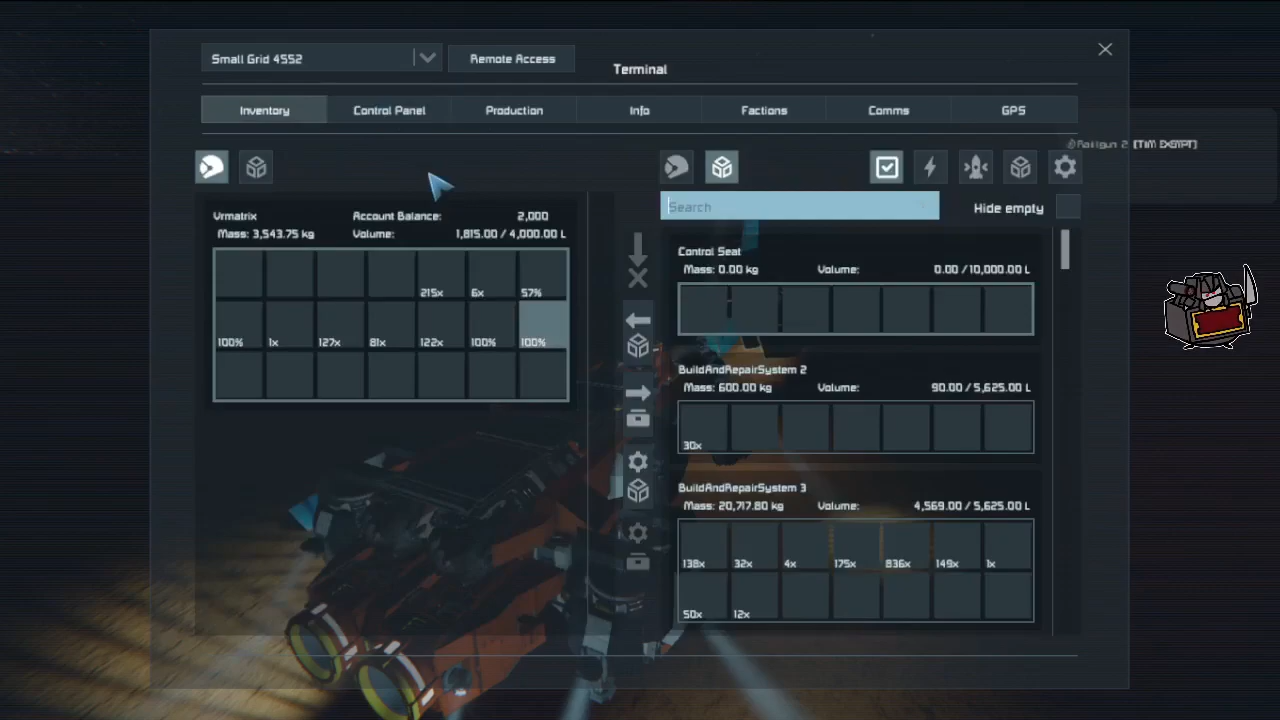 Small Grid 4552
Remote Access
Terminal
Inventory
Control Panel
Production
Info
Factions
Comms
GPS
Railgun 2 [TIM EXEMPT]
Search
Hide empty
Vrmatrix
Account Balance:
2,000
Mass: 3,543.75 kg
Volume:
1,815.00 / 4,000.00 L
215x
6x
57%
100%
1x
127x
81x
122x
100%
100%
Control Seat
Mass: 0.00 kg
Volume:
0.00 / 10,000.00 L
BuildAndRepairSystem 2
Mass: 600.00 kg
Volume:
90.00 / 5,625.00 L
30x
BuildAndRepairSystem 3
Mass: 20,717.80 kg
Volume:
4,569.00 / 5,625.00 L
138x
32x
4x
175x
836x
149x
1x
50x
12x